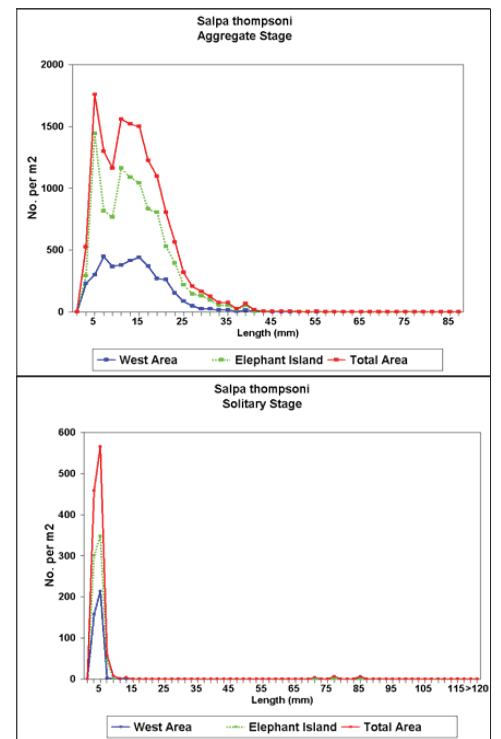 Salpa thompsoni
Aggregate Stage
2000
1500
1000
500
0
No. per m2
5 15 25 35 45 55 65 75 85
Length (mm)
West Area Elephant Island Total Area
Salpa thompsoni
Solitary Stage
600
500
400
300
200
100
0
No. per m2
5 15 25 35 45 55 65 75 85 95 105 115>120
Length (mm)
West Area Elephant Island Total Area